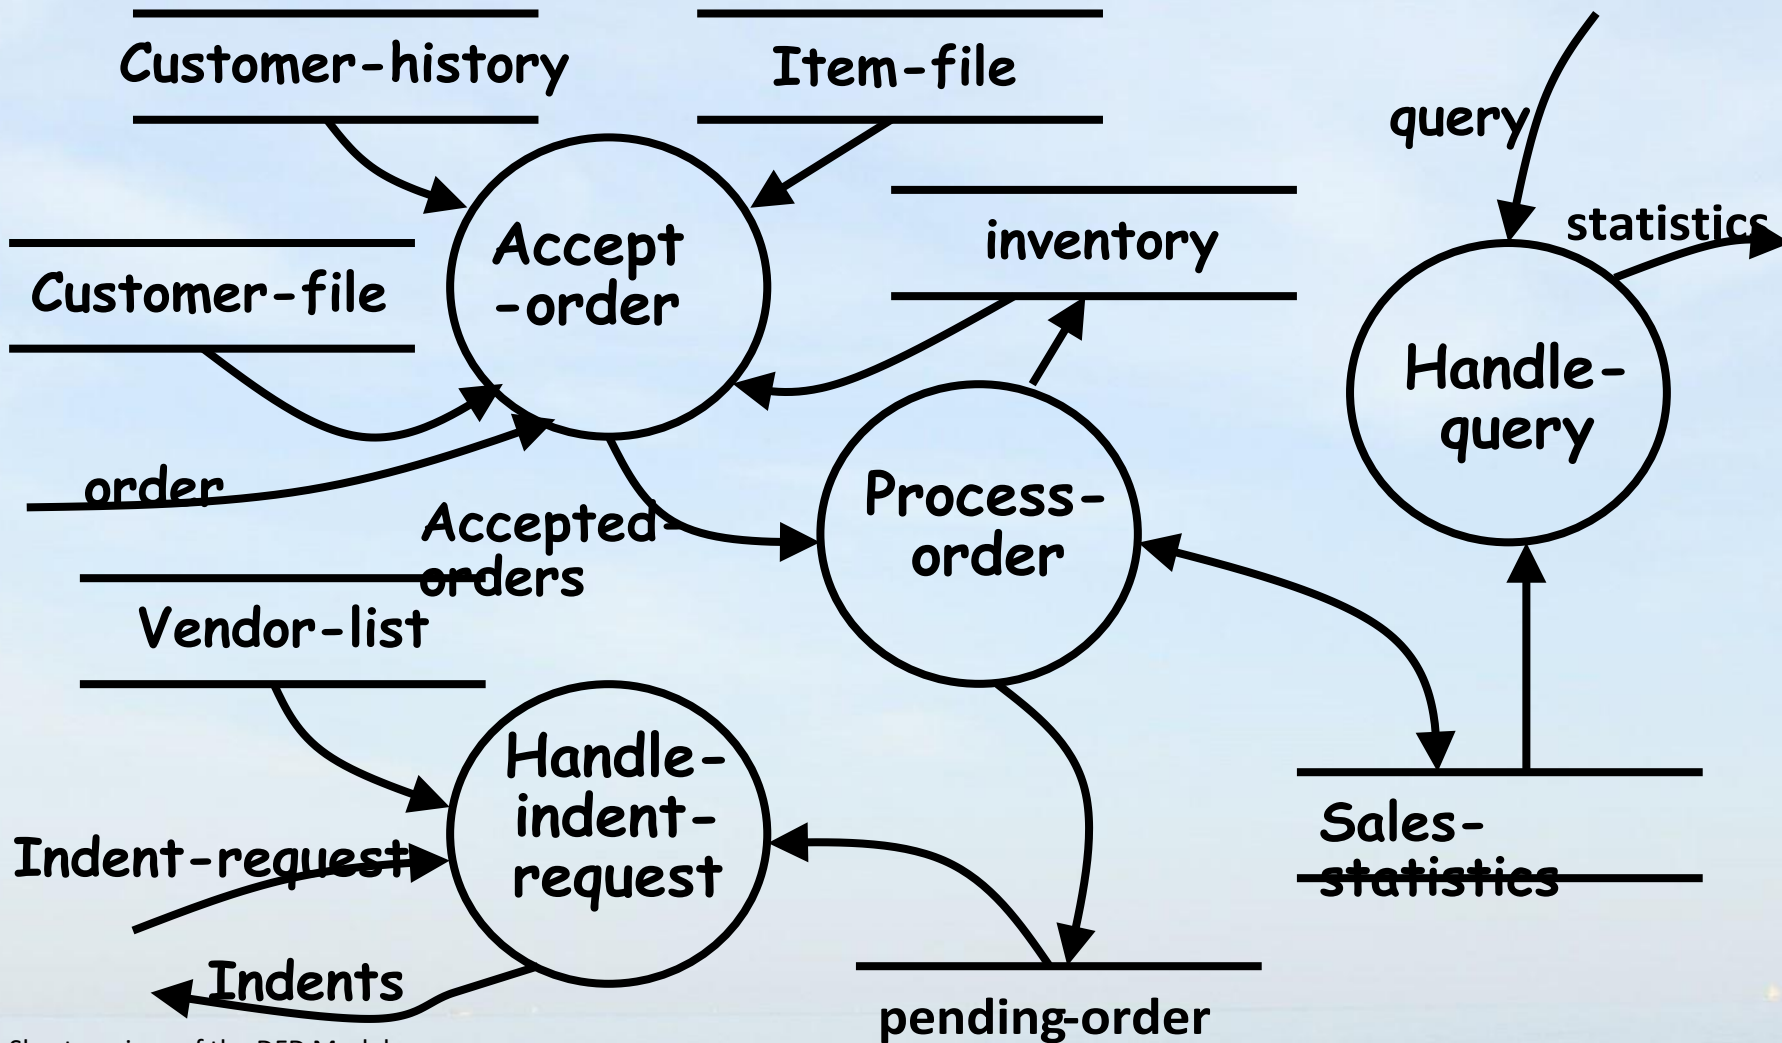 Customer-history
Item-file
query
inventory
statistics
Accept
-order
Customer-file
Handle-
query
order
Process-
order
Accepted-
orders
Vendor-list
Handle-
indent-
request
Sales-
statistics
Indent-request
Indents
pending-order